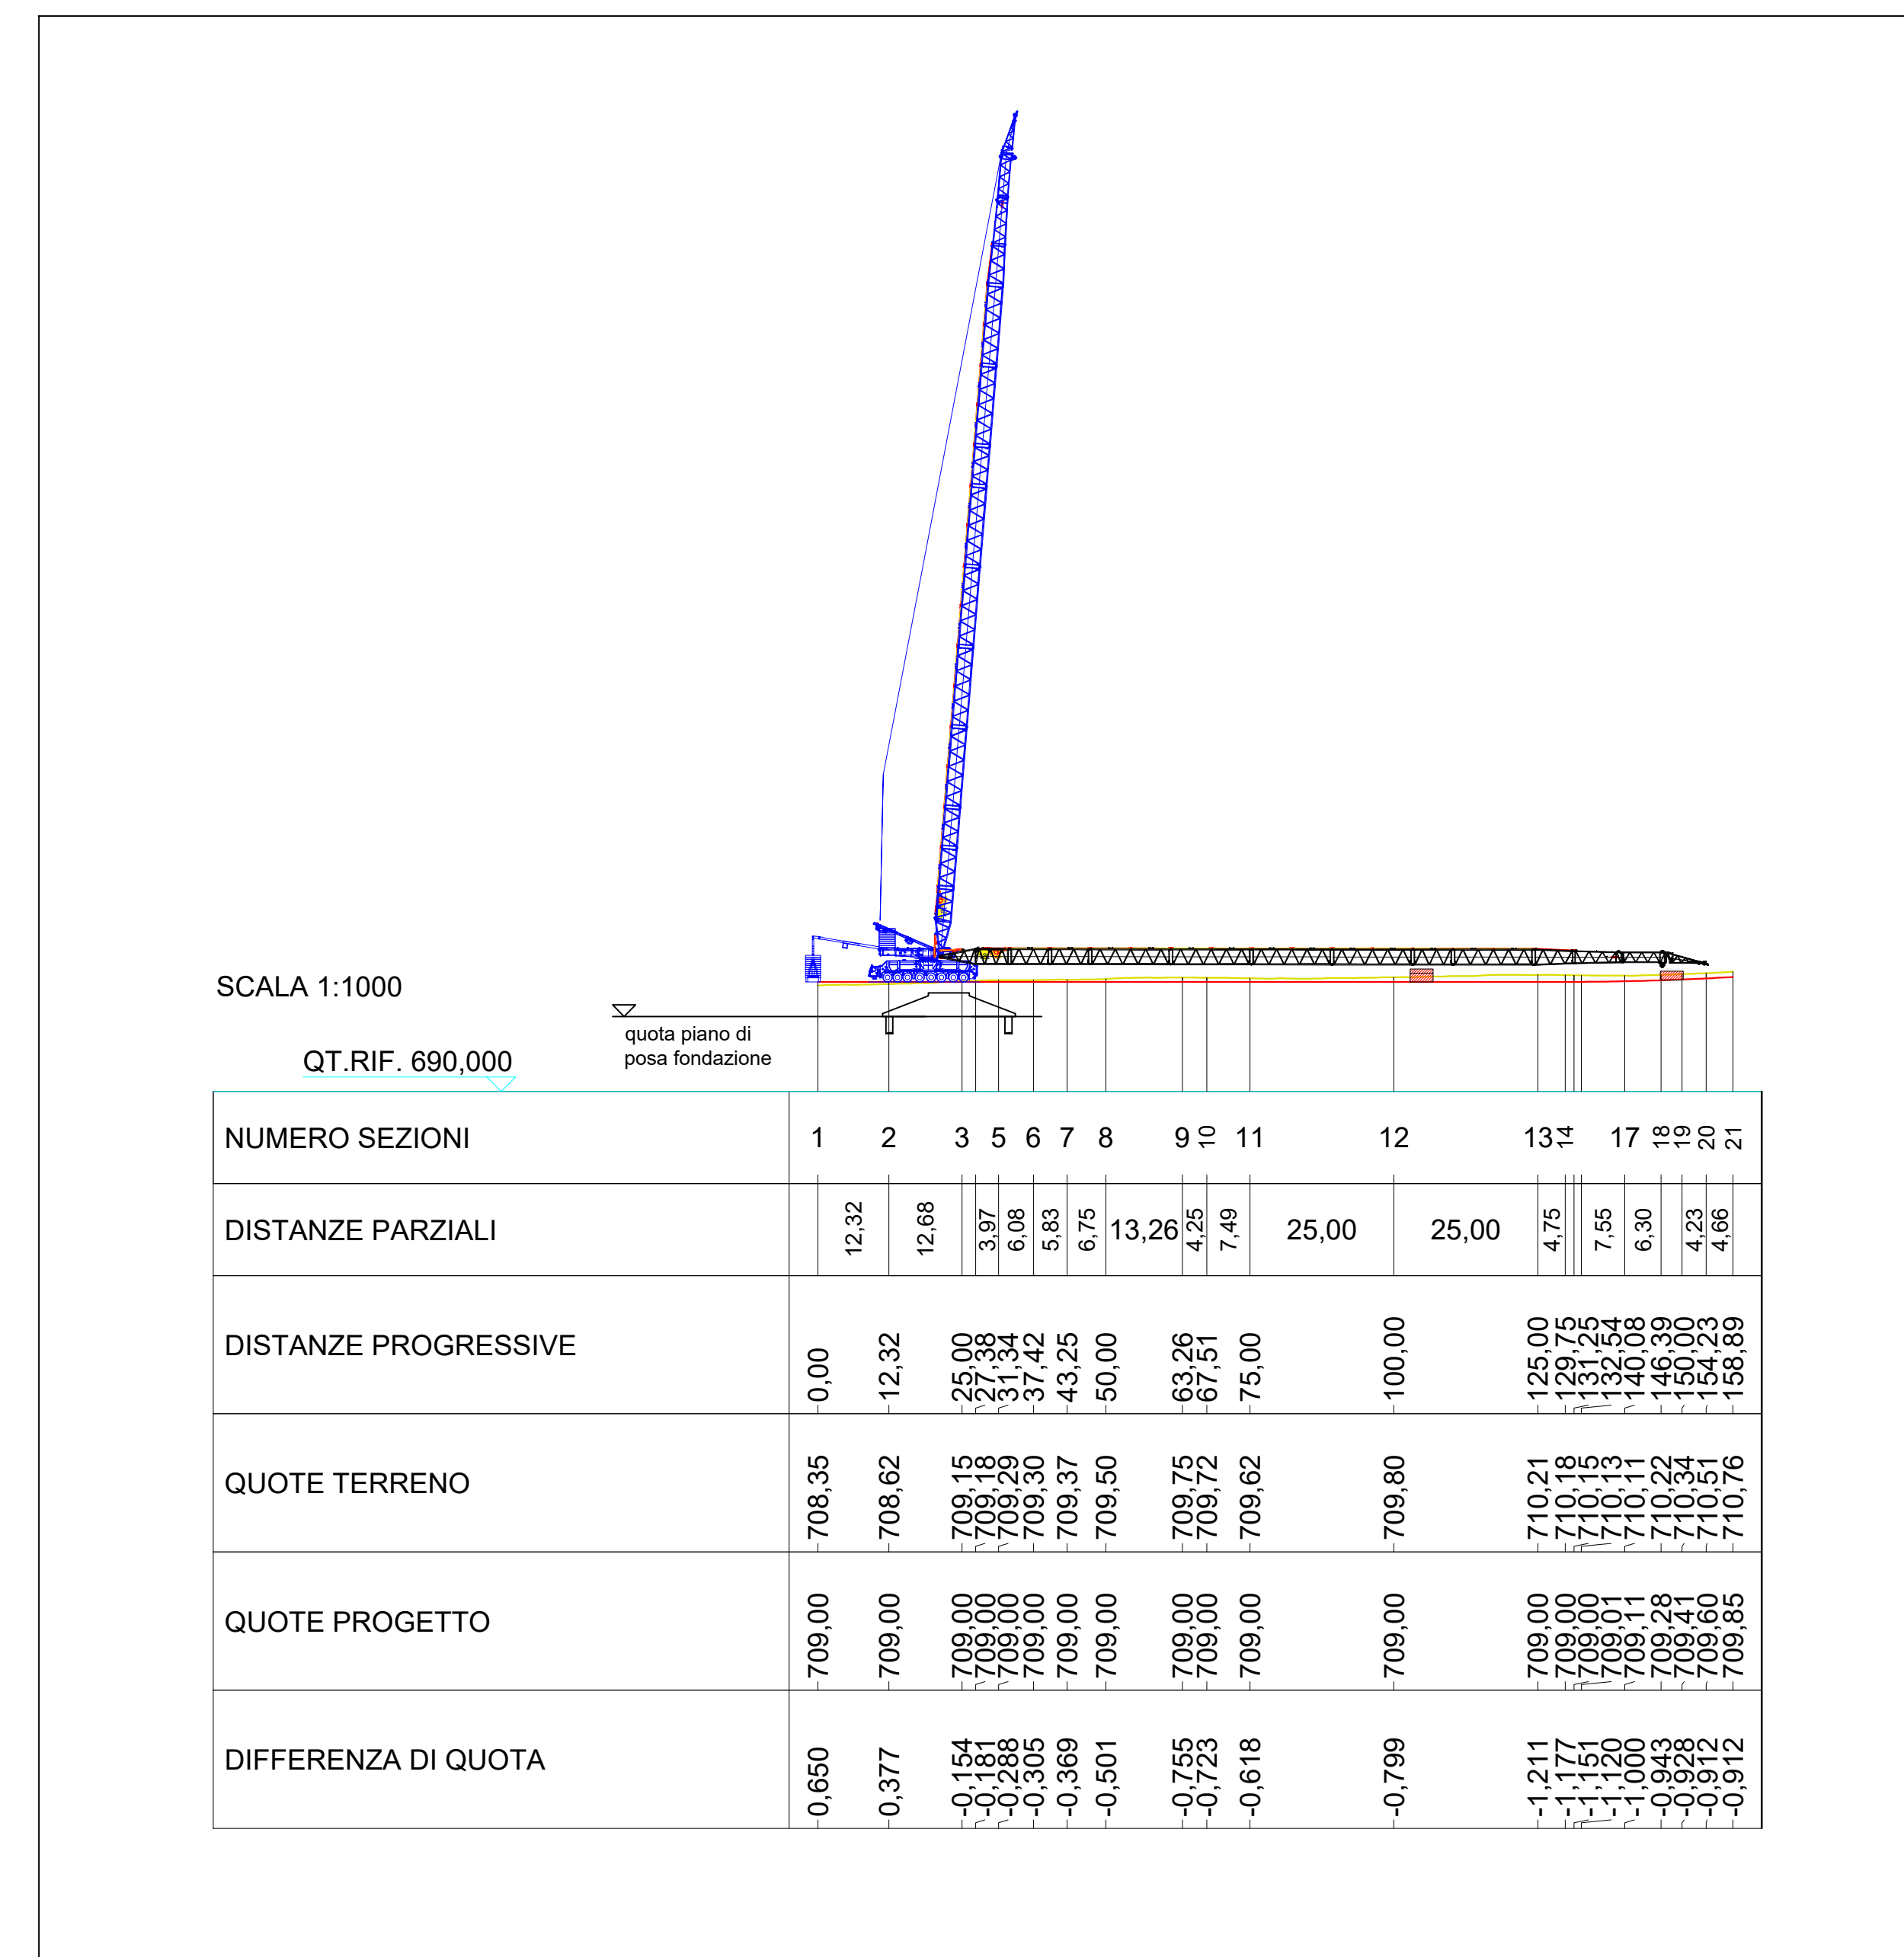 SCALA 1:1000
quota piano di
posa fondazione
QT.RIF. 690,000
NUMERO SEZIONI 1 2 3 5 6 7 8 9 10 11 12 13 14 17 18 19 20 21
DISTANZE PARZIALI 12,32 12,68 3,97 6,08 5,83 6,75 13,26 4,25 7,49 25,00 25,00 4,75 7,55 6,30 4,23 4,66
DISTANZE PROGRESSIVE 0,00 12,32 25,00 27,38 31,34 37,42 43,25 50,00 63,26 67,51 75,00 100,00 125,00 129,75 131,25 132,54 140,08 146,39 150,00 154,23 158,89
QUOTE TERRENO 708,35 708,62 709,15 709,18 709,29 709,30 709,37 709,50 709,75 709,72 709,62 709,80 710,21 710,18 710,15 710,13 710,11 710,22 710,34 710,51 710,76
QUOTE PROGETTO 709,00 709,00 709,00 709,00 709,00 709,00 709,00 709,00 709,00 709,00 709,00 709,00 709,00 709,00 709,00 709,01 709,11 709,28 709,41 709,60 709,85
DIFFERENZA DI QUOTA 0,650 0,377 -0,154 -0,181 -0,288 -0,305 -0,369 -0,501 -0,755 -0,723 -0,618 -0,799 -1,211 -1,177 -1,151 -1,120 -1,000 -0,943 -0,928 -0,912 -0,912